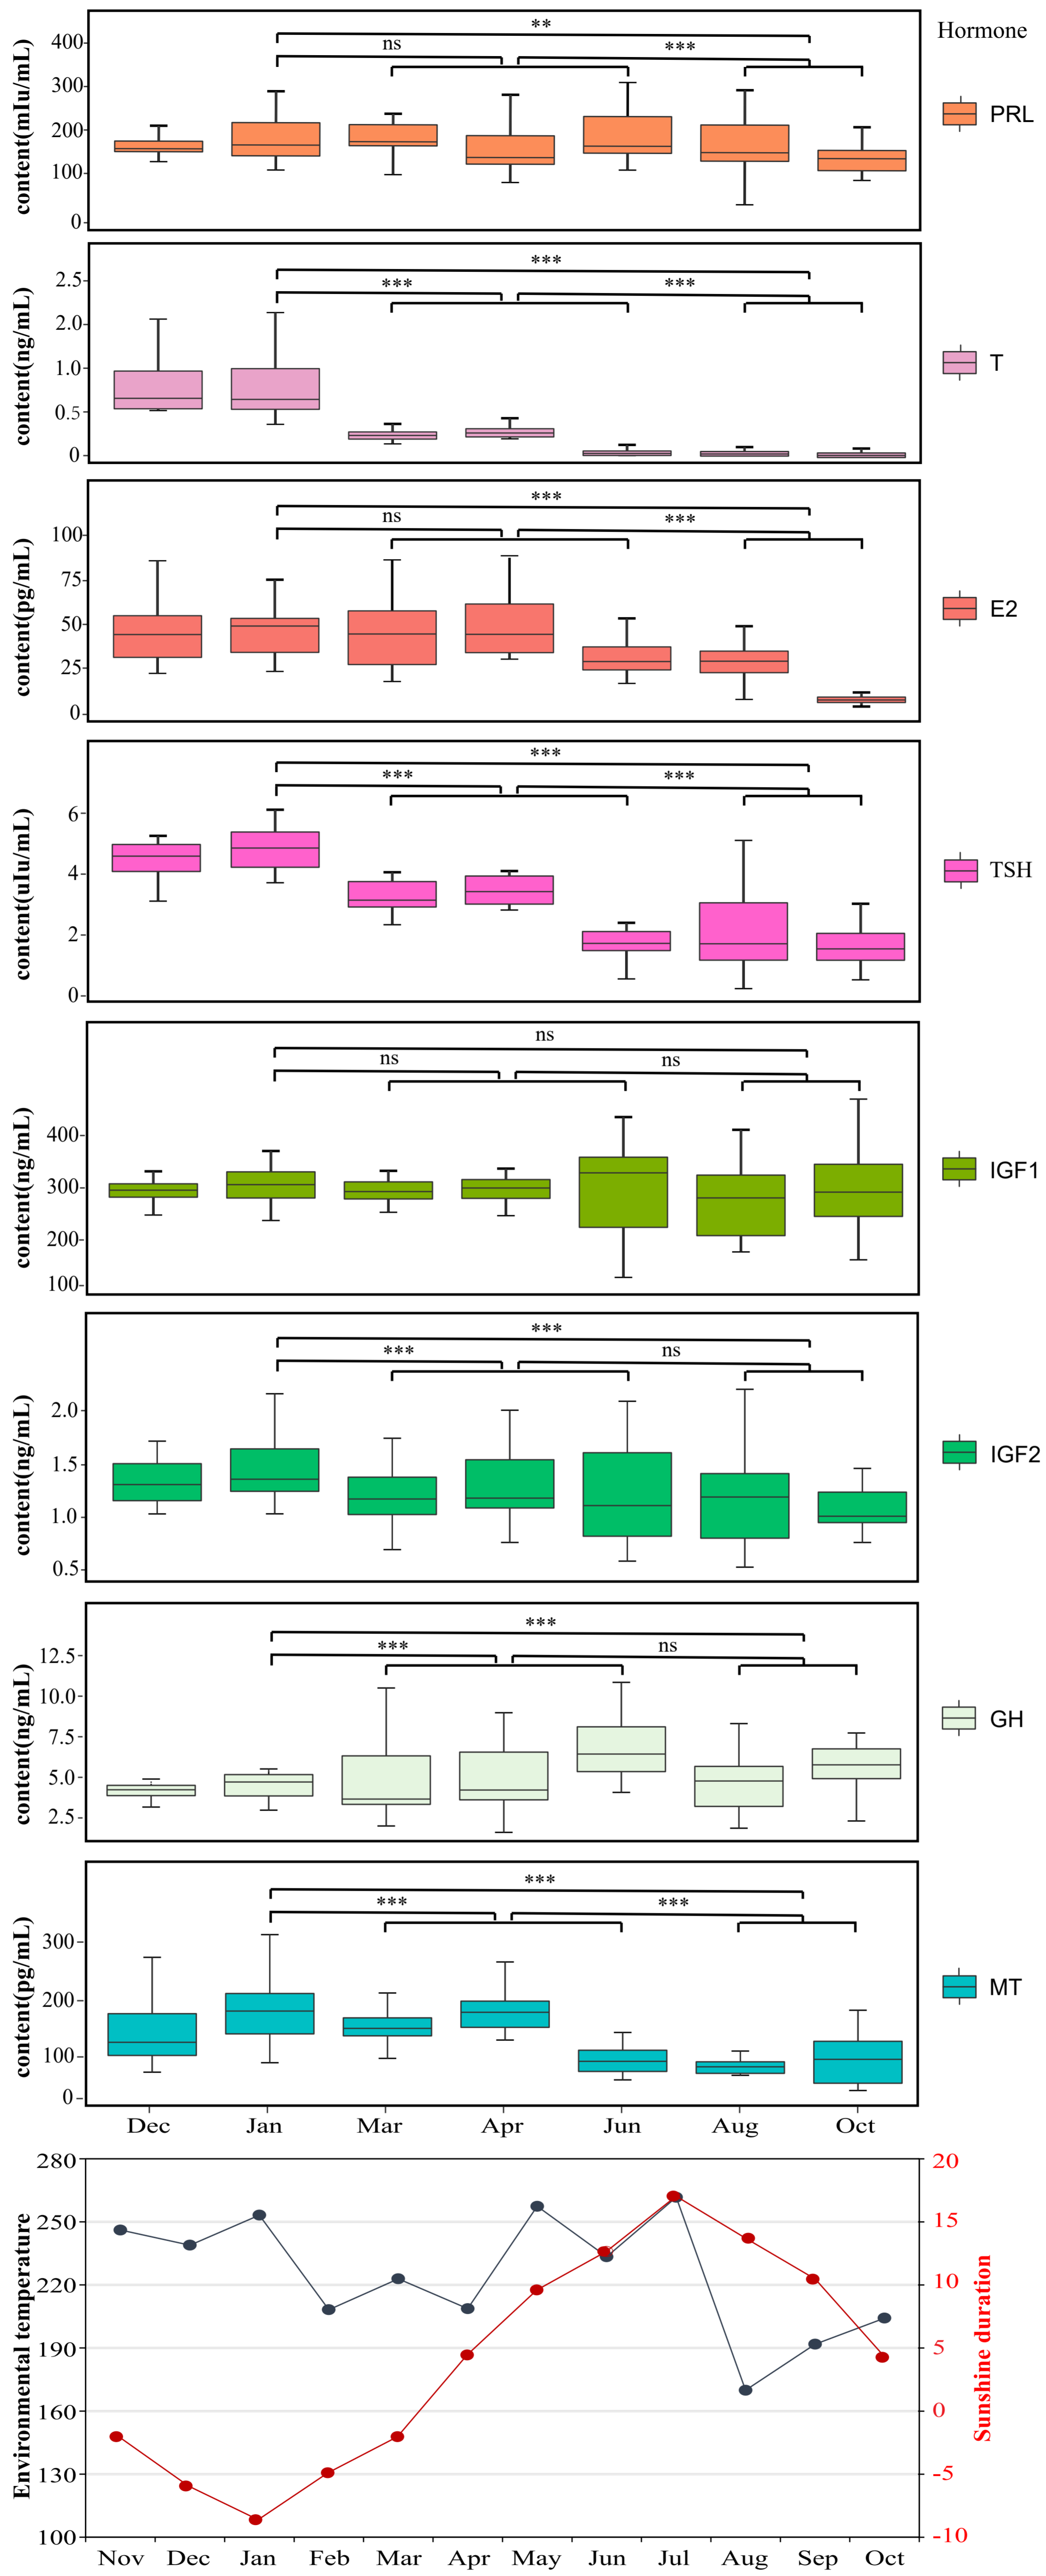 Hormone
content(mIu/mL)
400
300
200
100
0
**
ns
***
PRL
content(ng/mL)
2.5
2.0
1.0
0.5
0
***
***
***
T
content(pg/mL)
100
75
50
25
0
***
ns
***
E2
content(uIu/mL)
6
4
2
0
***
***
***
TSH
content(ng/mL)
400
300
200
100
ns
ns
ns
IGF1
content(ng/mL)
2.0
1.5
1.0
0.5
***
***
ns
IGF2
content(ng/mL)
12.5
10.0
7.5
5.0
2.5
***
***
ns
GH
content(pg/mL)
300
200
100
0
***
***
***
MT
Dec Jan Mar Apr Jun Aug Oct
Environmental temperature
280
250
220
190
160
130
100
20
15
10
5
0
-5
-10
Sunshine duration
Nov Dec Jan Feb Mar Apr May Jun Jul Aug Sep Oct